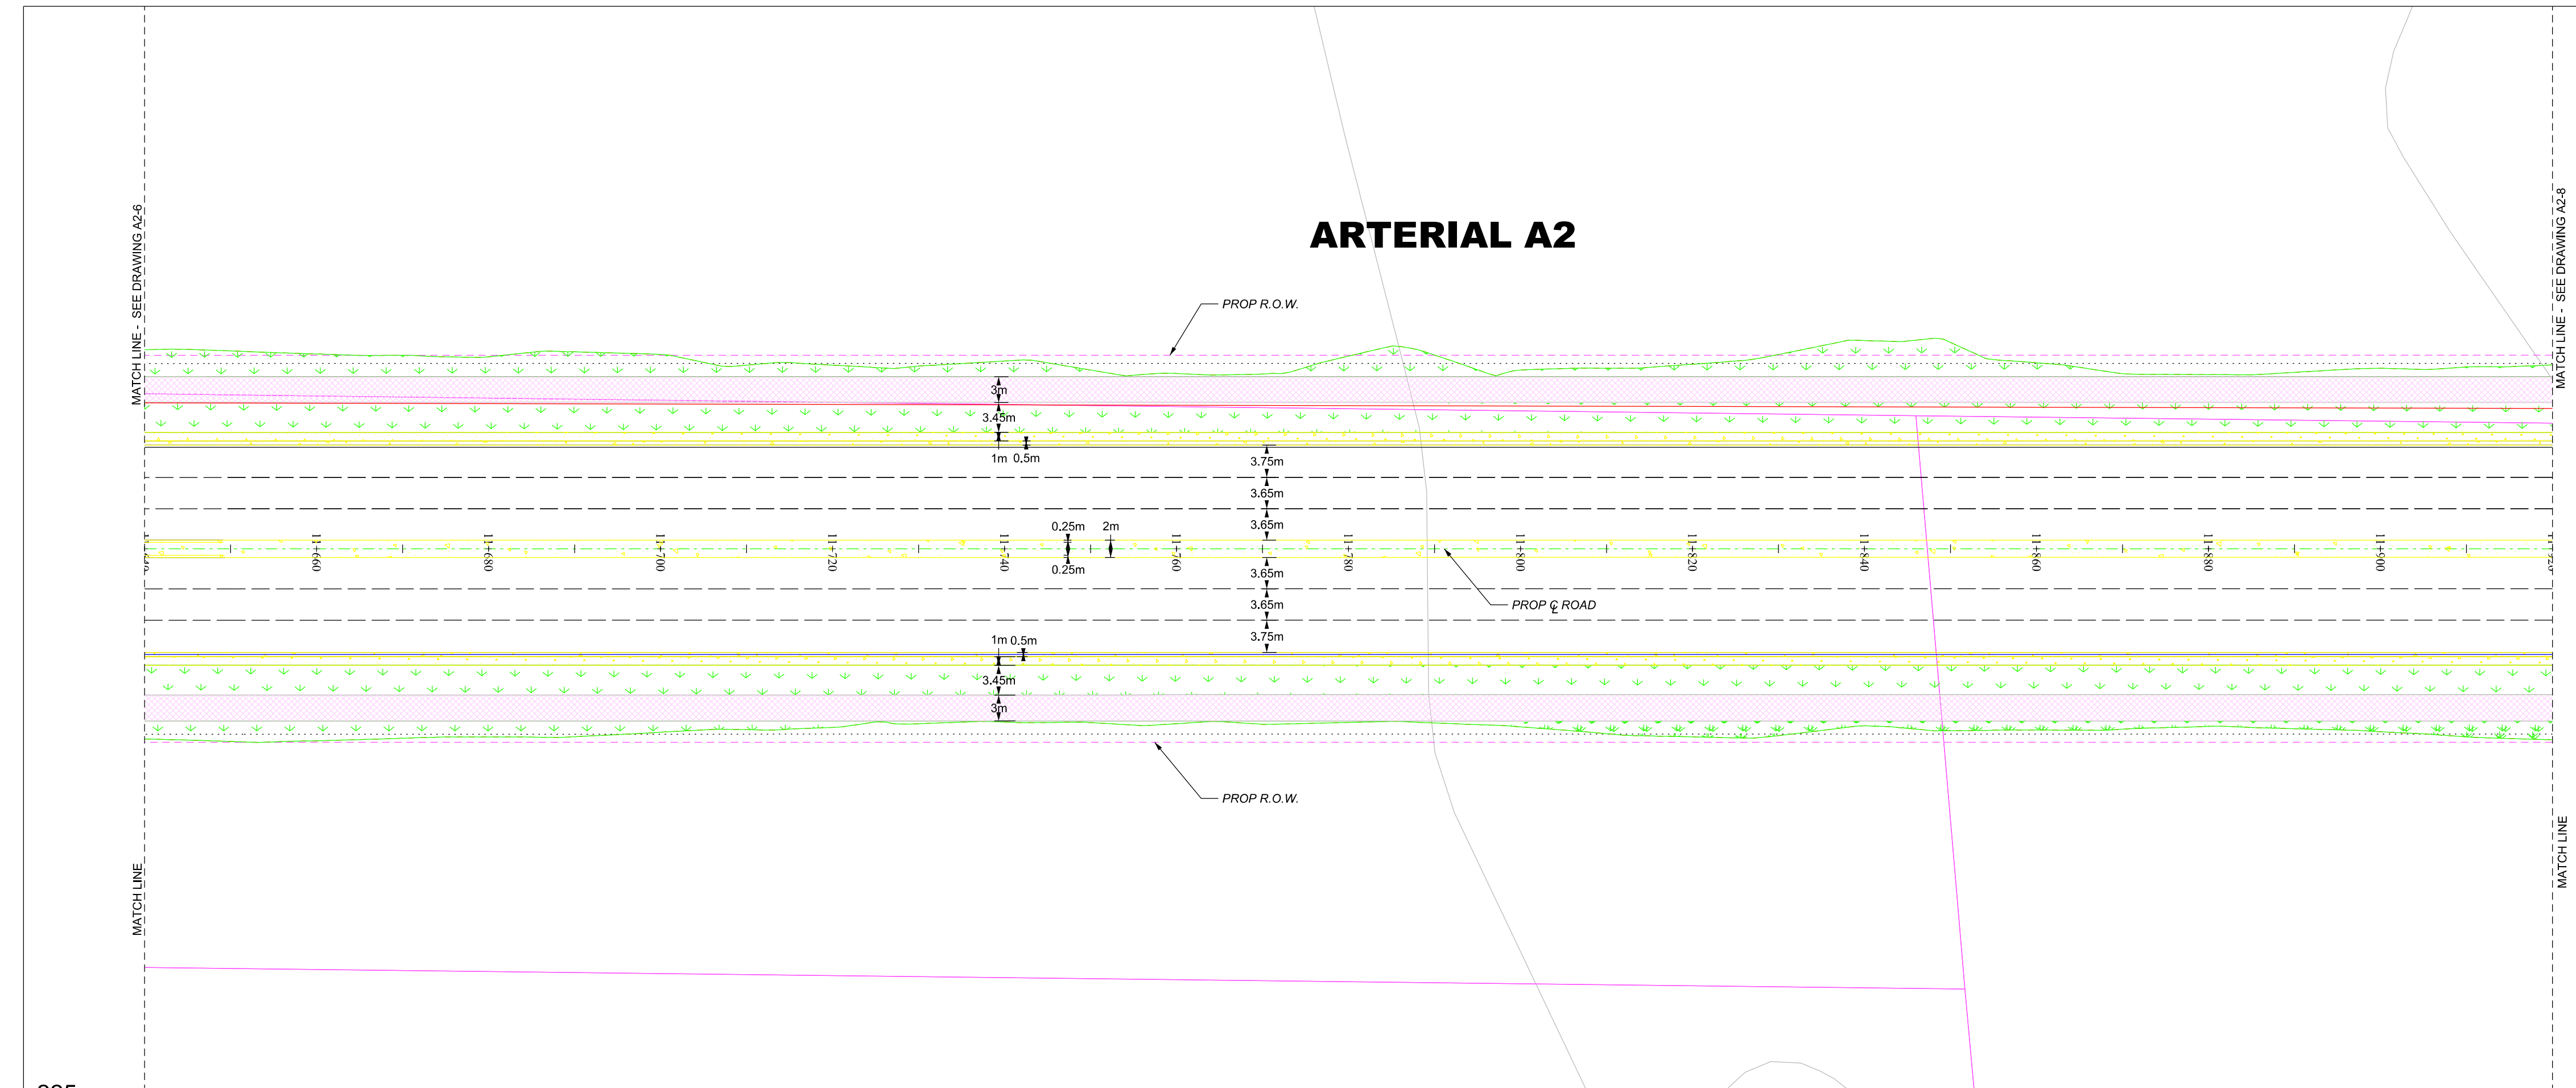 ARTERIAL A2
MATCH LINE - SEE DRAWING A2-6
MATCH LINE - SEE DRAWING A2-8
PROP R.O.W.
3m
3.45m
1m 0.5m
3.75m
3.65m
3.65m
0.25m 2m
11+660 11+680 11+700 11+720 11+740 11+760 11+780 11+800 11+820 11+840 11+860 11+880 11+900
0.25m
3.65m
3.65m
PROP ℄ ROAD
3.75m
1m 0.5m
3.45m
3m
PROP R.O.W.
MATCH LINE
MATCH LINE